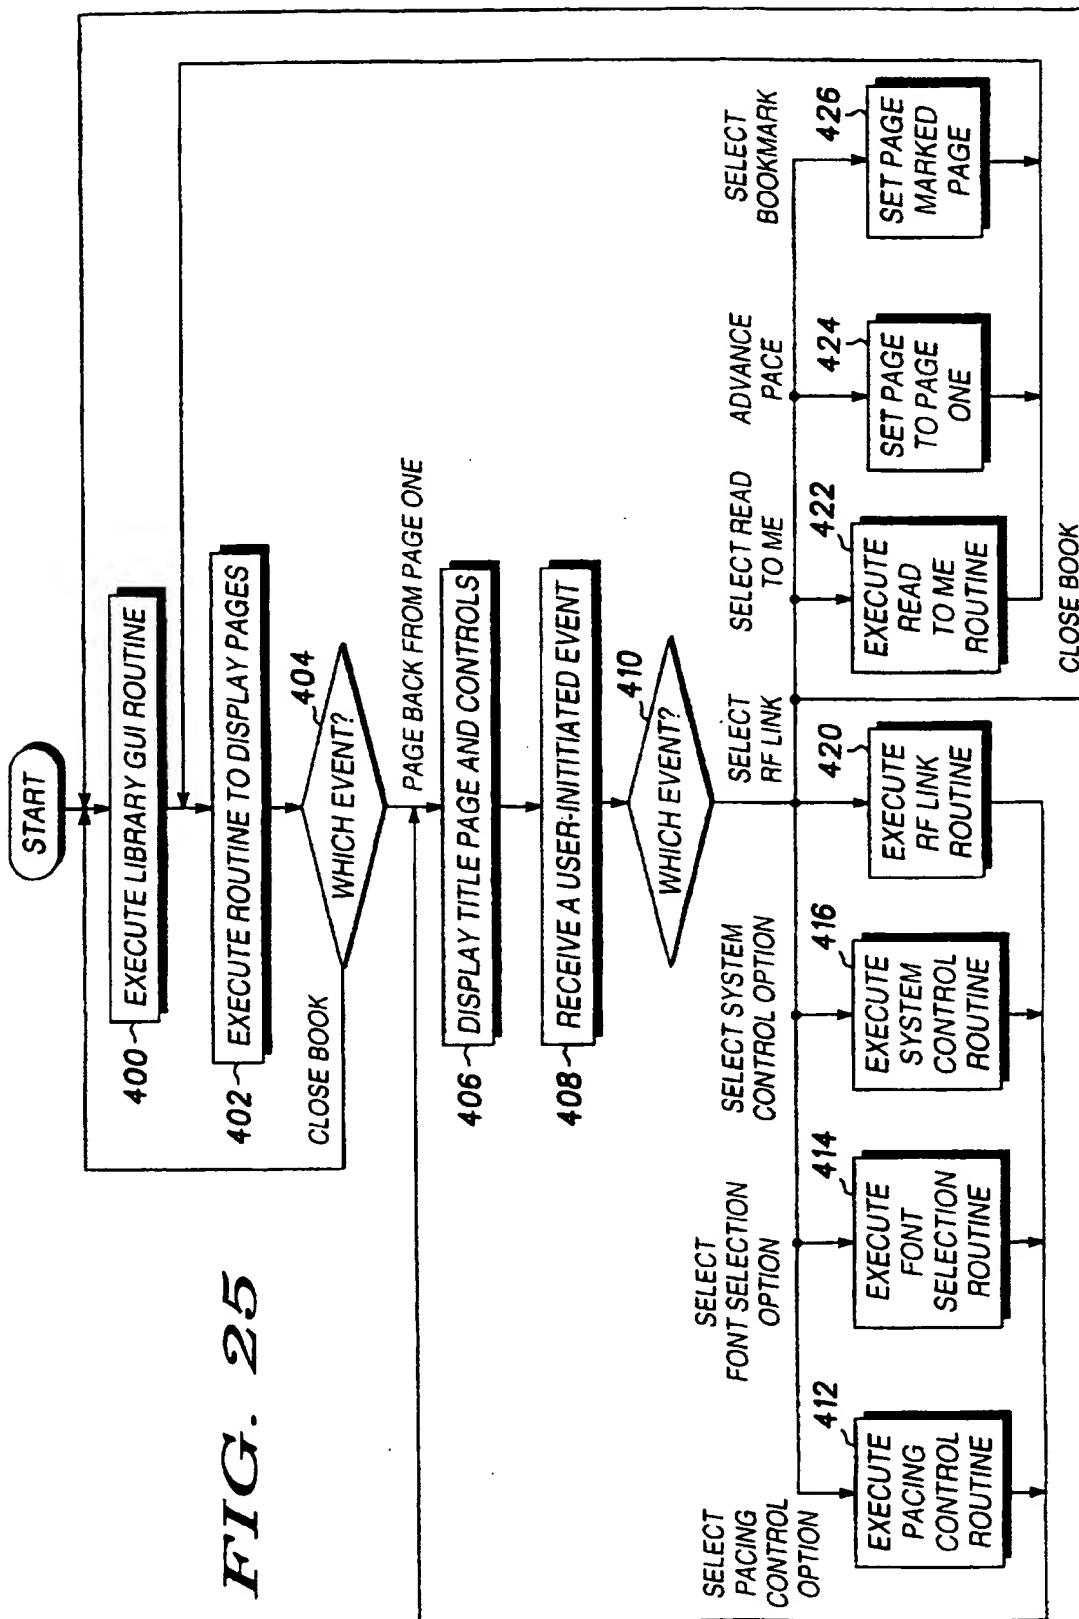 FIG. 25
START
400
EXECUTE LIBRARY GUI ROUTINE
402
EXECUTE ROUTINE TO DISPLAY PAGES
404
WHICH EVENT?
CLOSE BOOK
PAGE BACK FROM PAGE ONE
406
DISPLAY TITLE PAGE AND CONTROLS
408
RECEIVE A USER-INITITIATED EVENT
410
WHICH EVENT?
SELECT
PACING
CONTROL
OPTION
412
EXECUTE
PACING
CONTROL
ROUTINE
SELECT
FONT SELECTION
OPTION
414
EXECUTE
FONT
SELECTION
ROUTINE
SELECT SYSTEM
CONTROL OPTION
416
EXECUTE
SYSTEM
CONTROL
ROUTINE
SELECT
RF LINK
420
EXECUTE
RF LINK
ROUTINE
SELECT READ
TO ME
422
EXECUTE
READ
TO ME
ROUTINE
ADVANCE
PACE
424
SET PAGE
TO PAGE
ONE
SELECT
BOOKMARK
426
SET PAGE
MARKED
PAGE
CLOSE BOOK